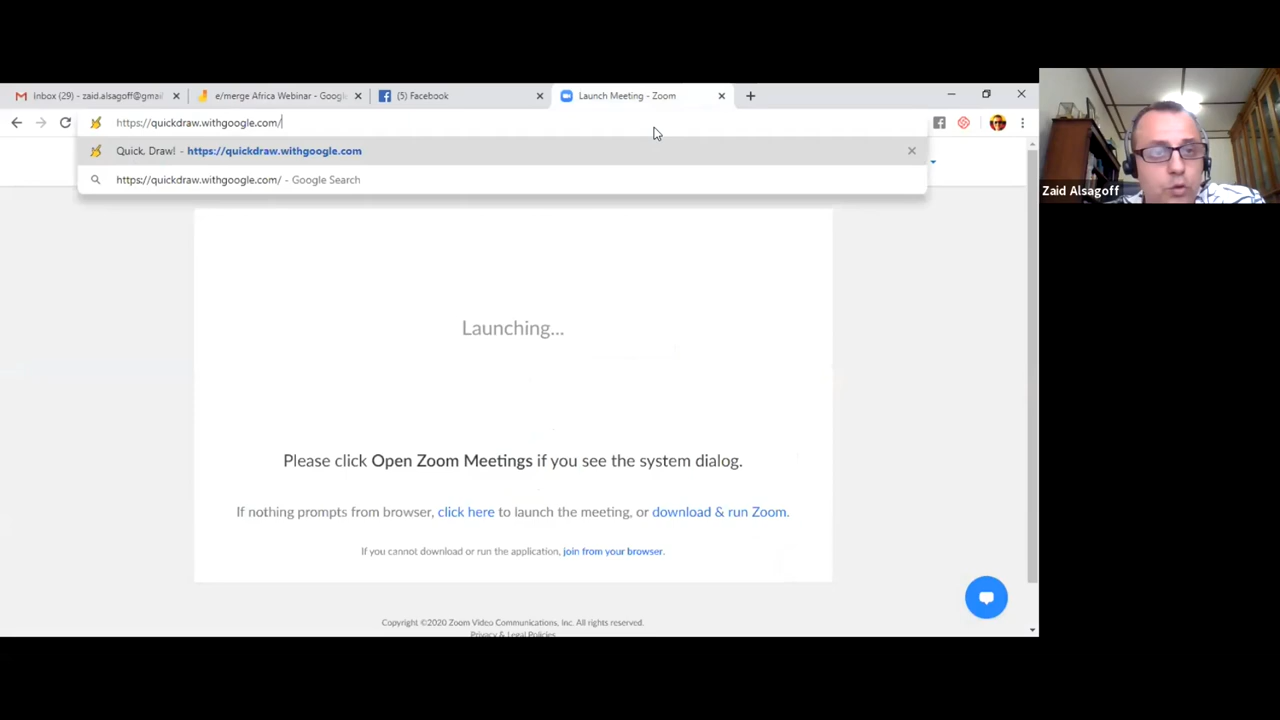 Inbox (29) - zaid.alsagoff@gmai
e/merge Africa Webinar - Google
(5) Facebook
Launch Meeting - Zoom
https://quickdraw.withgoogle.com/
Quick, Draw! - https://quickdraw.withgoogle.com
https://quickdraw.withgoogle.com/ - Google Search
Zaid Alsagoff
Launching...
Please click Open Zoom Meetings if you see the system dialog.
If nothing prompts from browser, click here to launch the meeting, or download & run Zoom.
If you cannot download or run the application, join from your browser.
Copyright ©2020 Zoom Video Communications, Inc. All rights reserved.
Privacy & Legal Policies